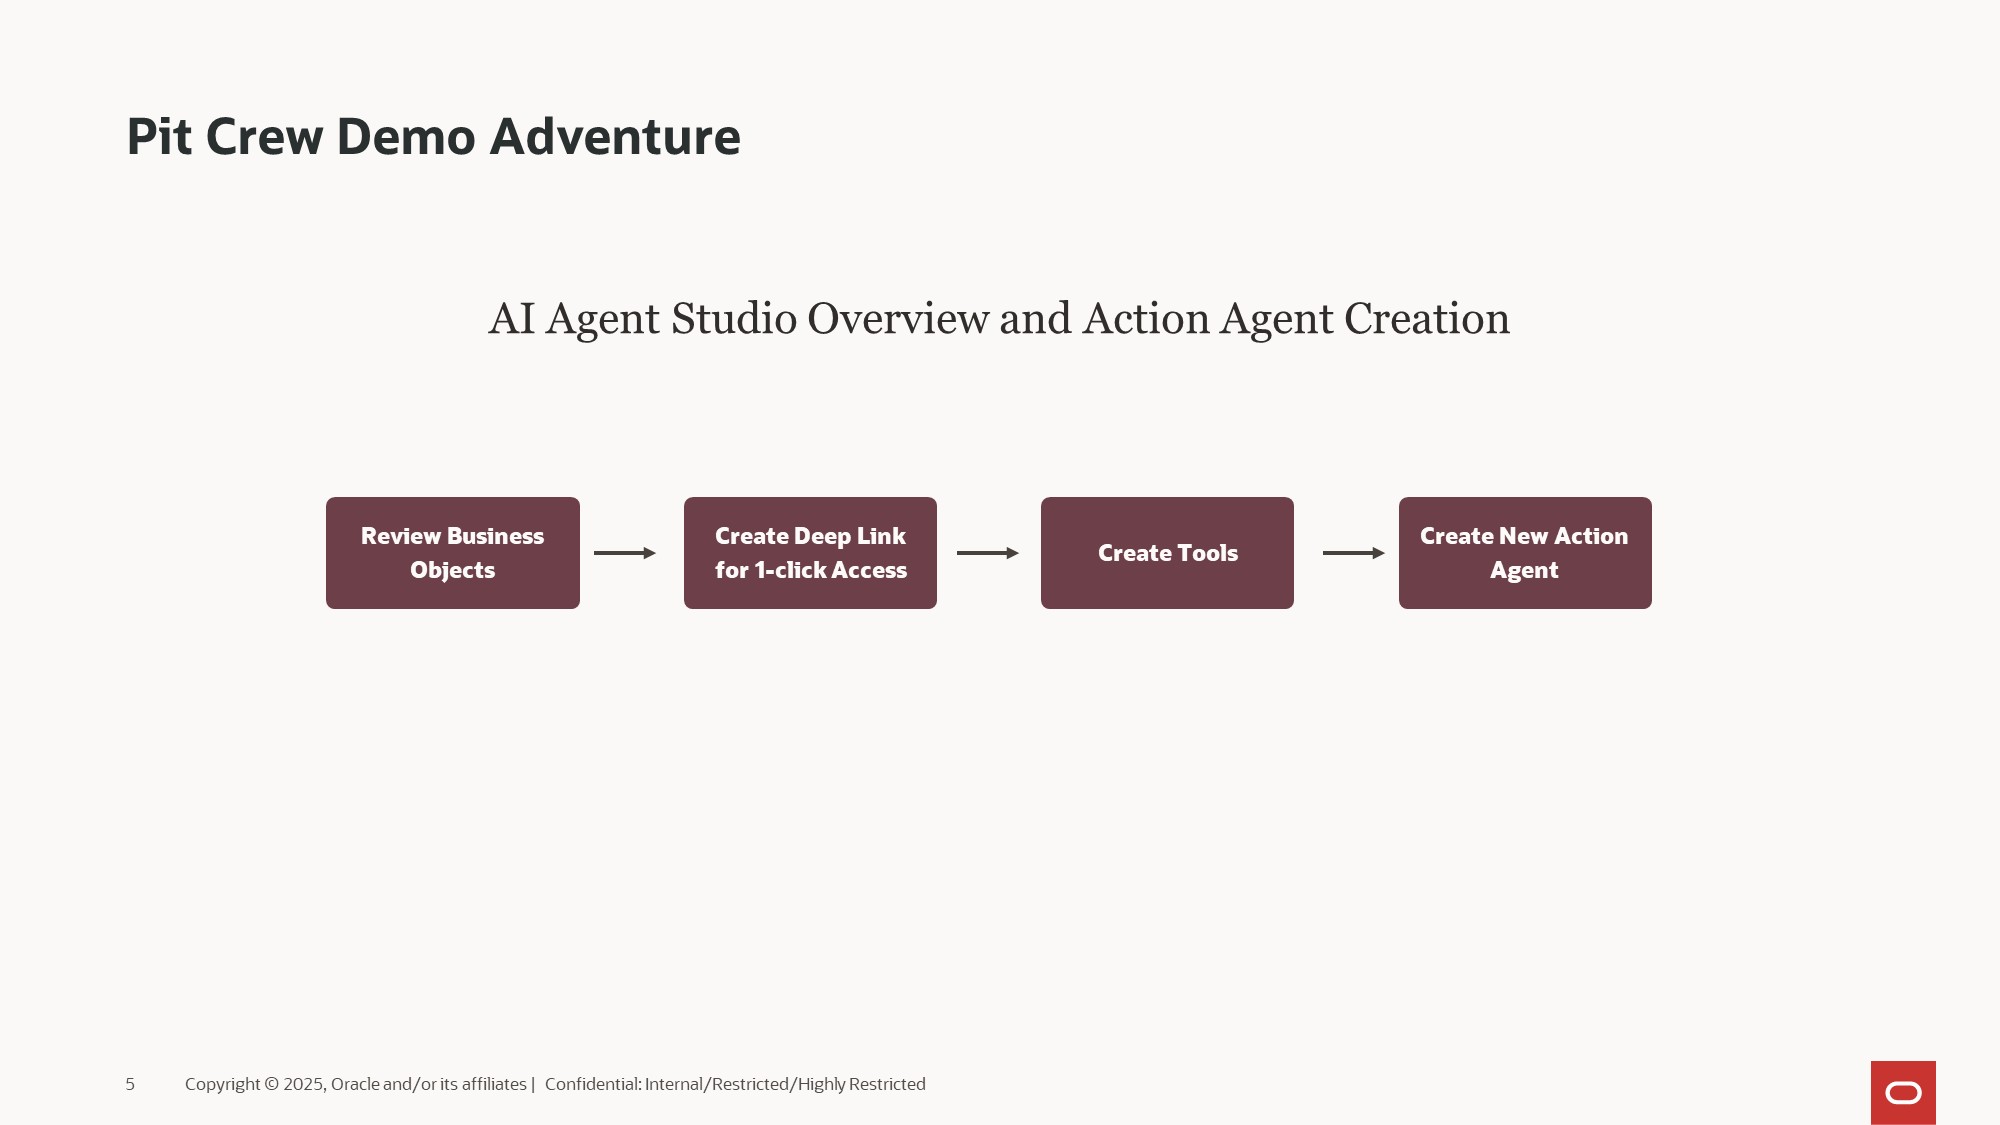 Pit Crew Demo Adventure
AI Agent Studio Overview and Action Agent Creation
Review Business
Objects
Create Deep Link
for 1-click Access
Create Tools
Create New Action
Agent
5 Copyright © 2025, Oracle and/or its affiliates | Confidential: Internal/Restricted/Highly Restricted